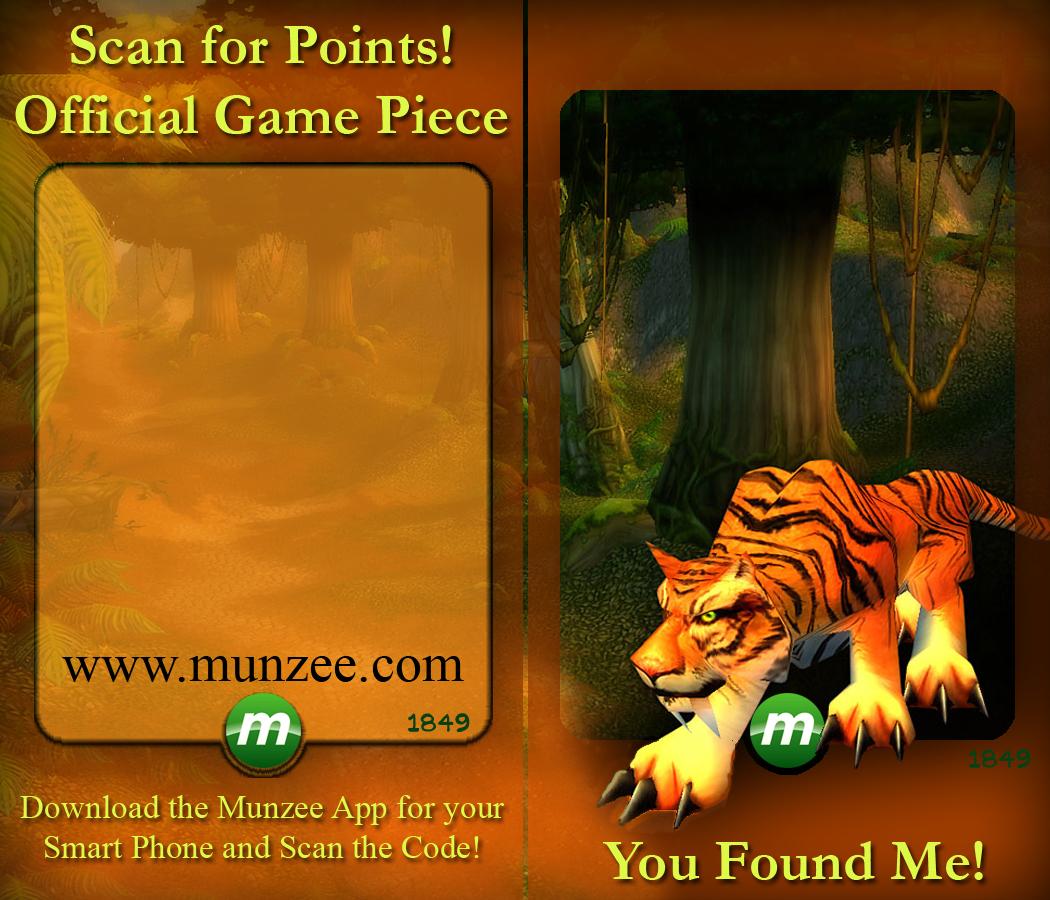 Scan for Points!
Official Game Piece
www.munzee.com
m
1849
Download the Munzee App for your
Smart Phone and Scan the Code!
m
1849
You Found Me!